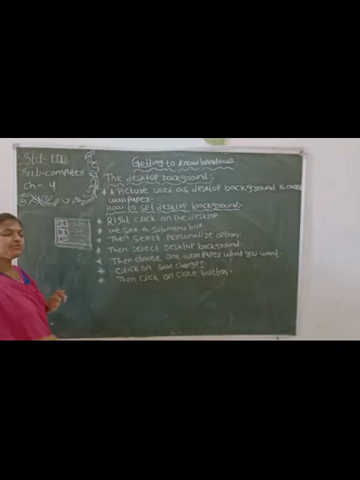 Std:- III
Sub-computer
ch- 4
Getting to know windows
The desktop background:
* A Picture used as desktop background is called
wallpaper.
How to set desktop background:-
* Right click on the desktop
* we see a submenu box.
* Then select Personalize option.
* Then select Desktop background.
* Then choose one wall Paper what you want
* Click on Save changes.
* Then click on close button.